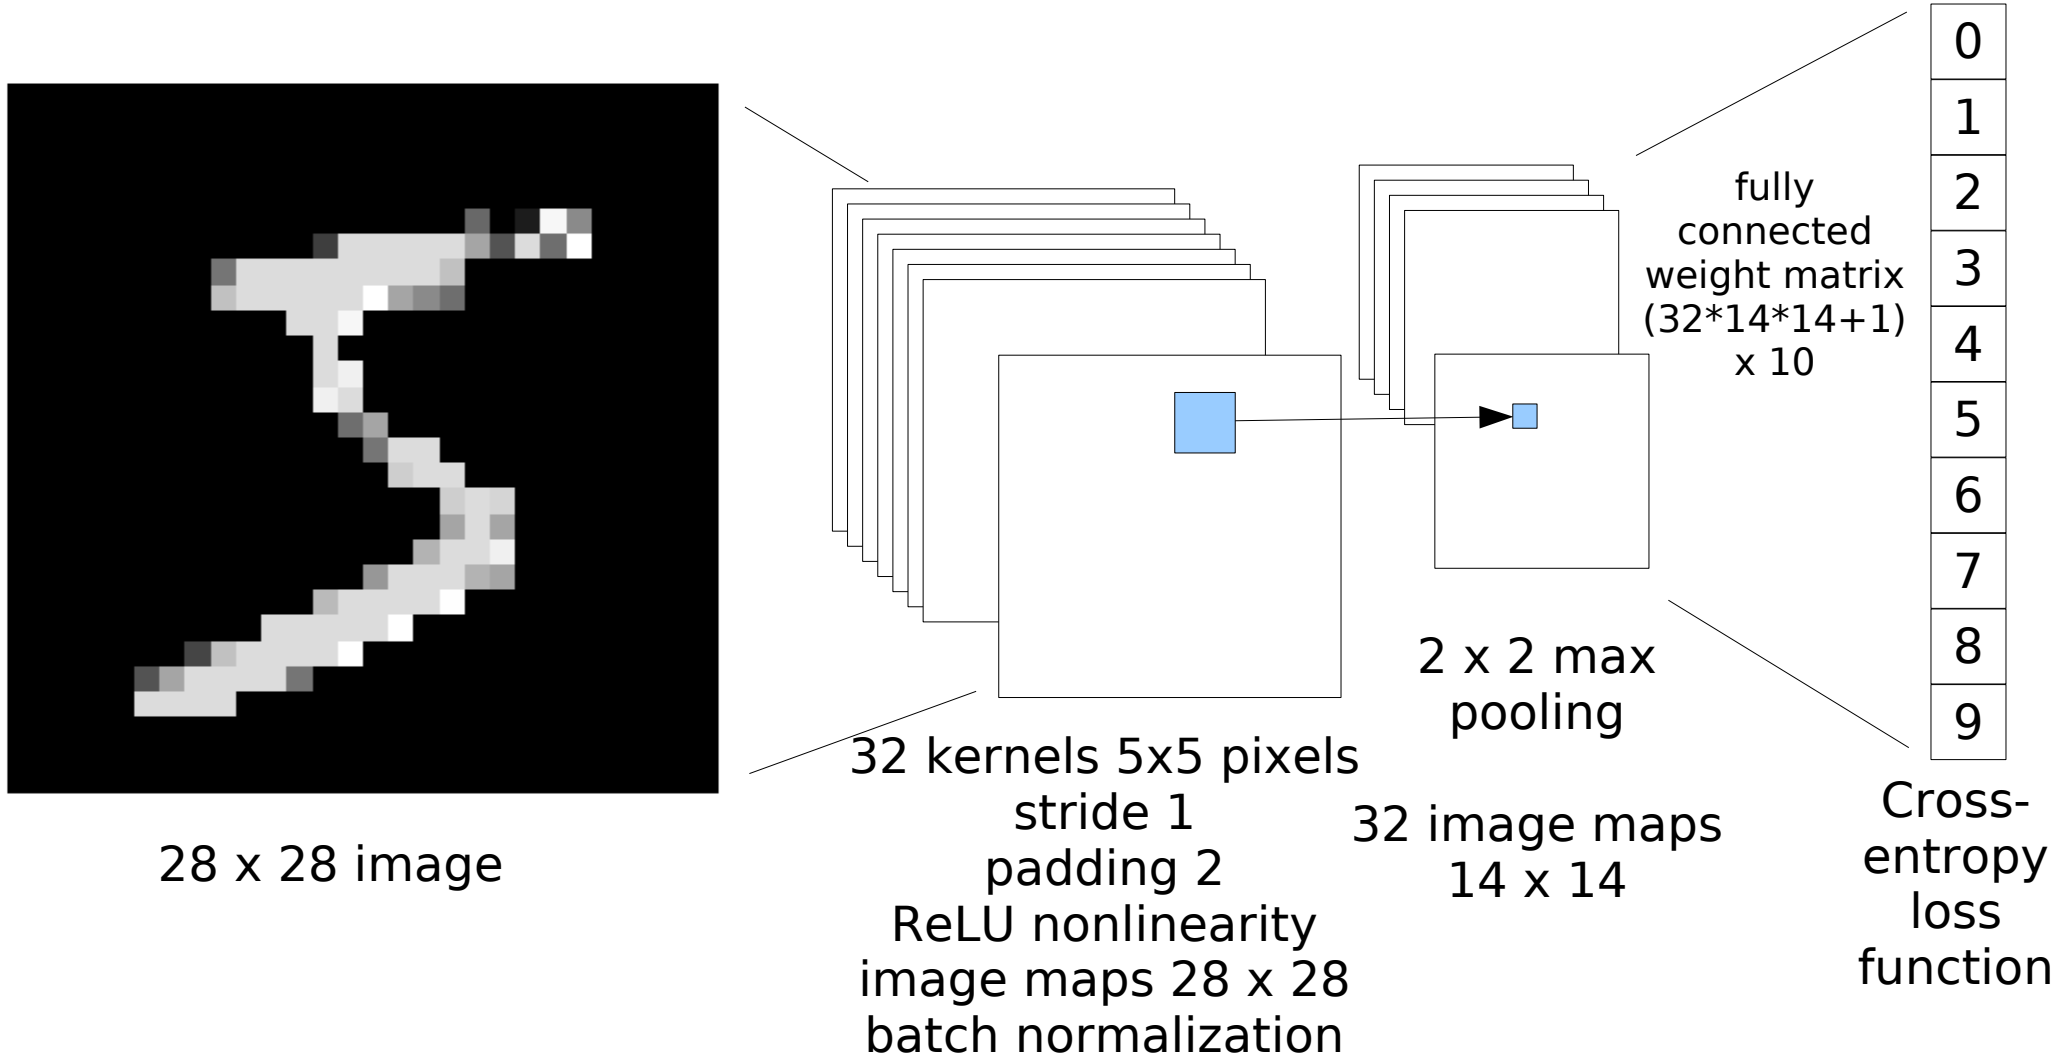 28 x 28 image
32 kernels 5x5 pixels
stride 1
padding 2
ReLU nonlinearity
image maps 28 x 28
batch normalization
2 x 2 max
pooling
32 image maps
14 x 14
fully
connected
weight matrix
(32*14*14+1)
x 10
0
1
2
3
4
5
6
7
8
9
Cross-
entropy
loss
function